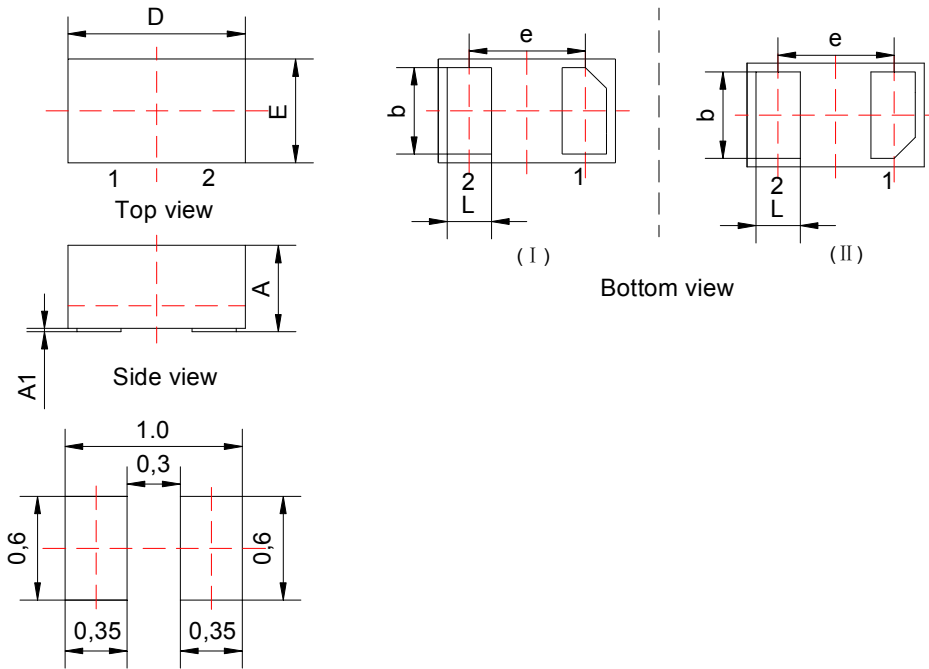 D
E
1 2
Top view
e
b
2 1
L
(Ⅰ)
e
b
2 1
L
(Ⅱ)
Bottom view
A
A1
Side view
1.0
0,3
0,6
0,6
0,35 0,35